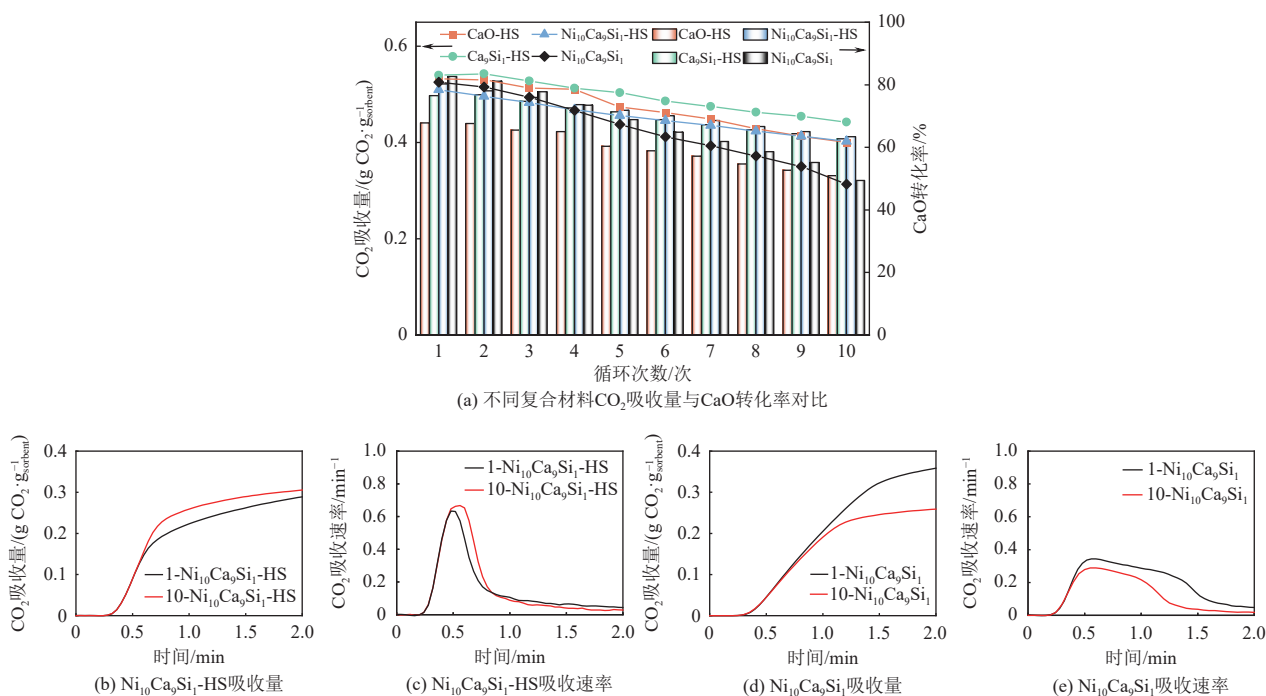 CaO-HS Ni₁₀Ca₉Si₁-HS CaO-HS Ni₁₀Ca₉Si₁-HS
Ca₉Si₁-HS Ni₁₀Ca₉Si₁ Ca₉Si₁-HS Ni₁₀Ca₉Si₁
CO₂吸收量/(g CO₂·g⁻¹sorbent)
0.6
0.4
0.2
0
100
80
60
40
20
0
CaO转化率/%
1 2 3 4 5 6 7 8 9 10
循环次数/次
(a) 不同复合材料CO₂吸收量与CaO转化率对比
CO₂吸收量/(g CO₂·g⁻¹sorbent)
0.4
0.3
0.2
0.1
0
1-Ni₁₀Ca₉Si₁-HS
10-Ni₁₀Ca₉Si₁-HS
0 0.5 1.0 1.5 2.0
时间/min
(b) Ni₁₀Ca₉Si₁-HS吸收量
CO₂吸收速率/min⁻¹
1.0
0.8
0.6
0.4
0.2
0
1-Ni₁₀Ca₉Si₁-HS
10-Ni₁₀Ca₉Si₁-HS
0 0.5 1.0 1.5 2.0
时间/min
(c) Ni₁₀Ca₉Si₁-HS吸收速率
CO₂吸收量/(g CO₂·g⁻¹sorbent)
0.4
0.3
0.2
0.1
0
1-Ni₁₀Ca₉Si₁
10-Ni₁₀Ca₉Si₁
0 0.5 1.0 1.5 2.0
时间/min
(d) Ni₁₀Ca₉Si₁吸收量
CO₂吸收速率/min⁻¹
1.0
0.8
0.6
0.4
0.2
0
1-Ni₁₀Ca₉Si₁
10-Ni₁₀Ca₉Si₁
0 0.5 1.0 1.5 2.0
时间/min
(e) Ni₁₀Ca₉Si₁吸收速率